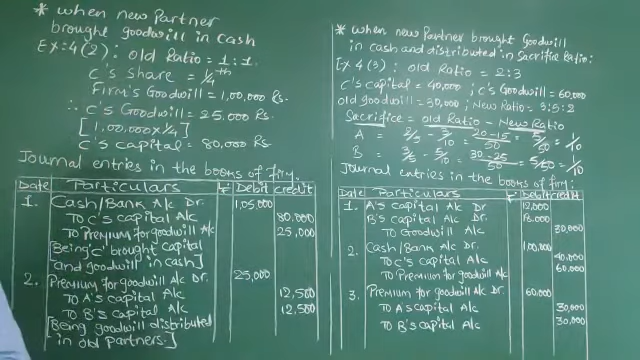 * when new Partner
brought goodwill in cash
EX:4(2): old Ratio = 1:1.
C's share = 1/4th
Firm's Goodwill = 1,00,000 Rs.
∴ C's Goodwill = 25.000 Rs
[1.00.000x1/4]
C's capital = 80,000 Rs
Journal entries in the books of firm.
Date Particulars Debit credit
1. Cash/Bank A/c Dr. 1,05,000
To C's capital A/c 80,000
To Premium for goodwill A/c 25,000
[Being 'c' brought capital
and goodwill in cash]
2. Premium for goodwill A/c Dr. 25,000
To A's capital A/c 12,500
To B's capital A/c 12,500
[Being goodwill distributed
in old Partners.]
* when new Partner brought Goodwill
in cash and distributed in Sacrifice Ratio:
EX 4(3): old Ratio = 2:3
C's capital = 40,000 ; C's Goodwill = 60,000
old goodwill = 30,000 ; New Ratio = 3:5:2
Sacrifice = old Ratio - New Ratio
A = 2/5 - 3/10 = 20-15/50 = 5/50 = 1/10
B = 3/5 - 5/10 = 30-25/50 = 5/50 = 1/10
Journal entries in the books of firm:
Date Particulars Debit credit
1. A's capital A/c Dr 12,000
B's capital A/c Dr 18,000
To Goodwill A/c 30,000
2. Cash/Bank A/c Dr. 1,00,000
To C's capital A/c 40,000
To Premium for goodwill A/c 60,000
3. Premium for goodwill A/c Dr. 60,000
To A's capital A/c 30,000
To B's capital A/c 30,000